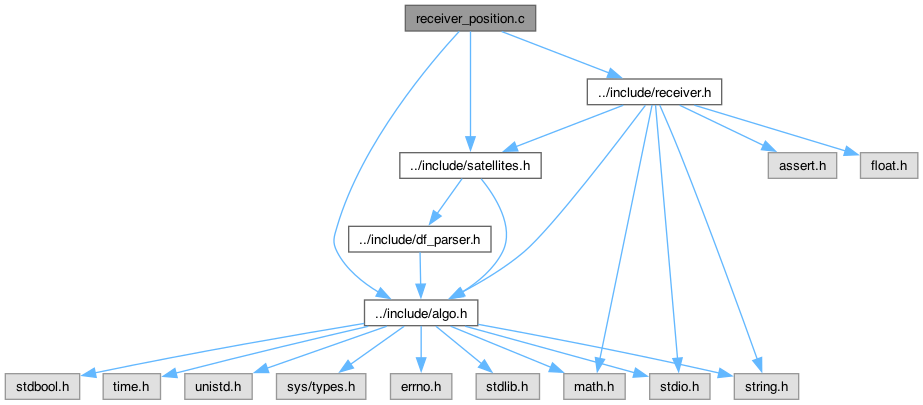 receiver_position.c
../include/receiver.h
../include/satellites.h
assert.h
float.h
../include/df_parser.h
../include/algo.h
stdbool.h
time.h
unistd.h
sys/types.h
errno.h
stdlib.h
math.h
stdio.h
string.h